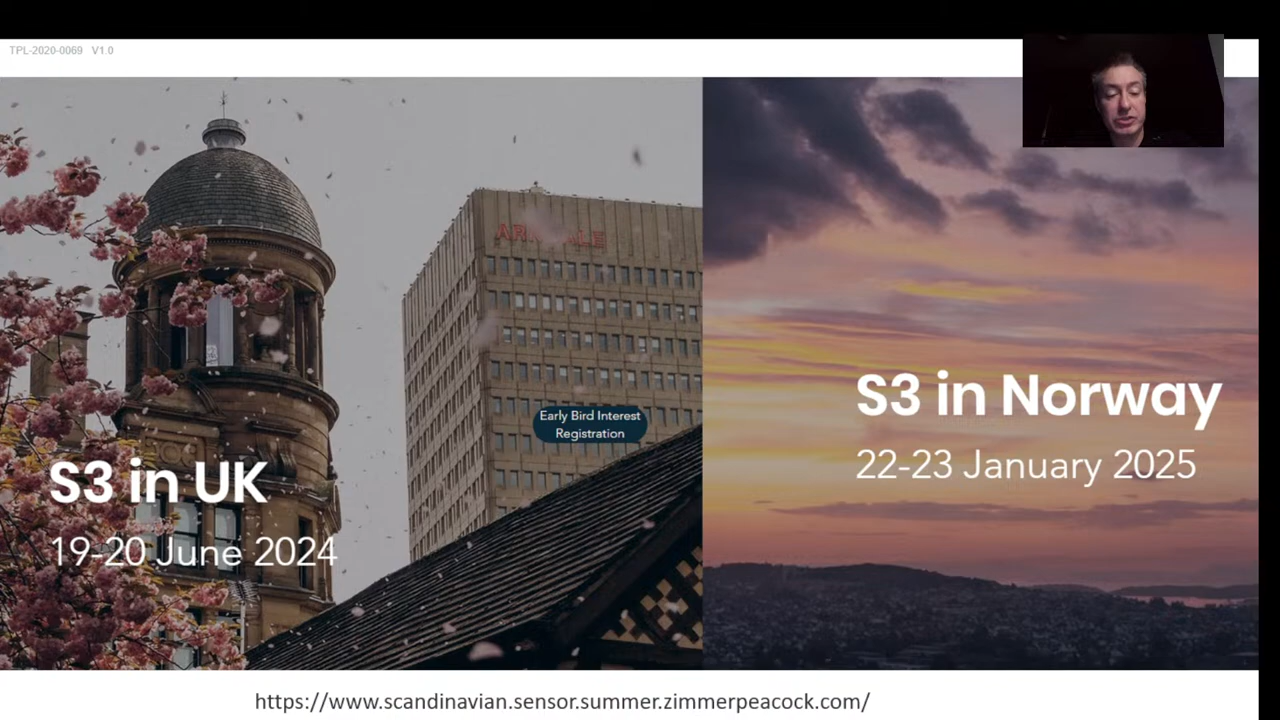 TPL-2020-0069 V1.0
Early Bird Interest
Registration
S3 in UK
19-20 June 2024
S3 in Norway
22-23 January 2025
https://www.scandinavian.sensor.summer.zimmerpeacock.com/